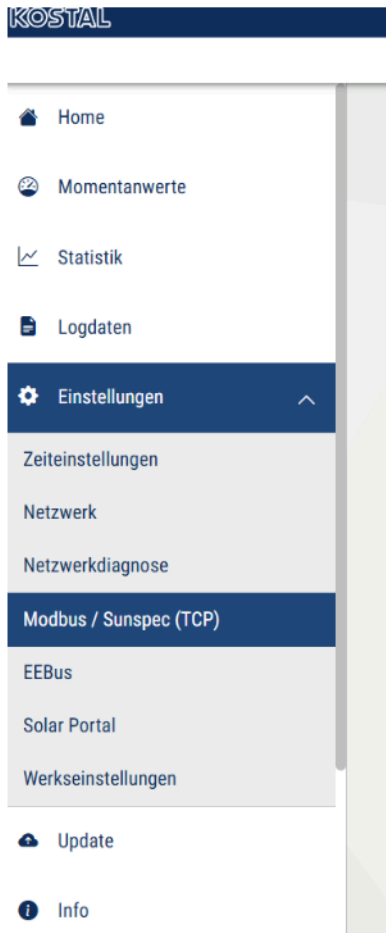 KOSTAL
Home
Momentanwerte
Statistik
Logdaten
Einstellungen
Zeiteinstellungen
Netzwerk
Netzwerkdiagnose
Modbus / Sunspec (TCP)
EEBus
Solar Portal
Werkseinstellungen
Update
Info